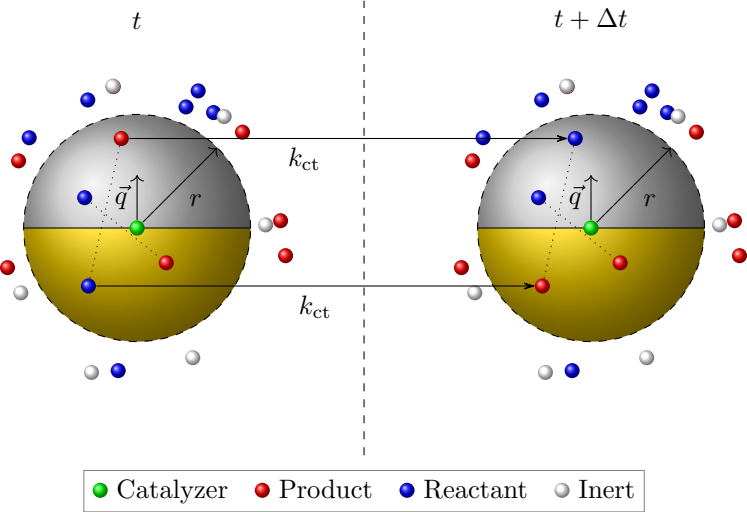 t
t + Δt
k_ct
q⃗
r
q⃗
r
k_ct
Catalyzer Product Reactant Inert